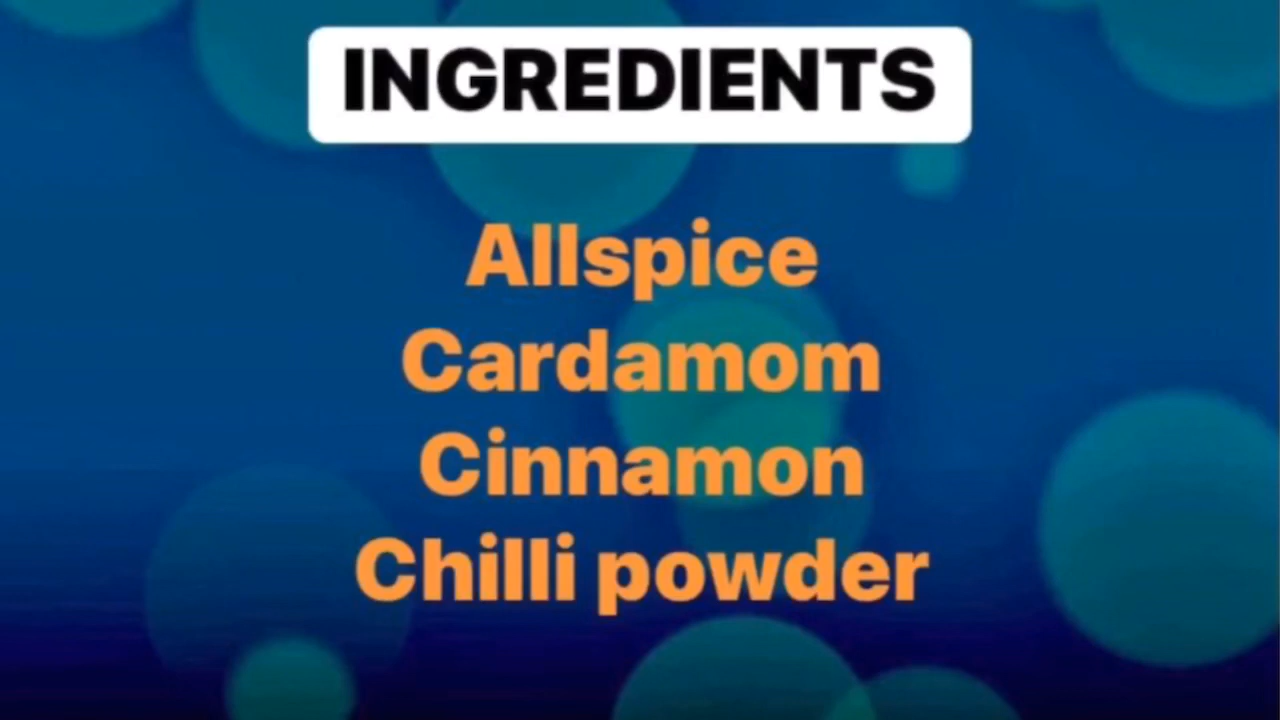 INGREDIENTS
Allspice
Cardamom
Cinnamon
Chilli powder